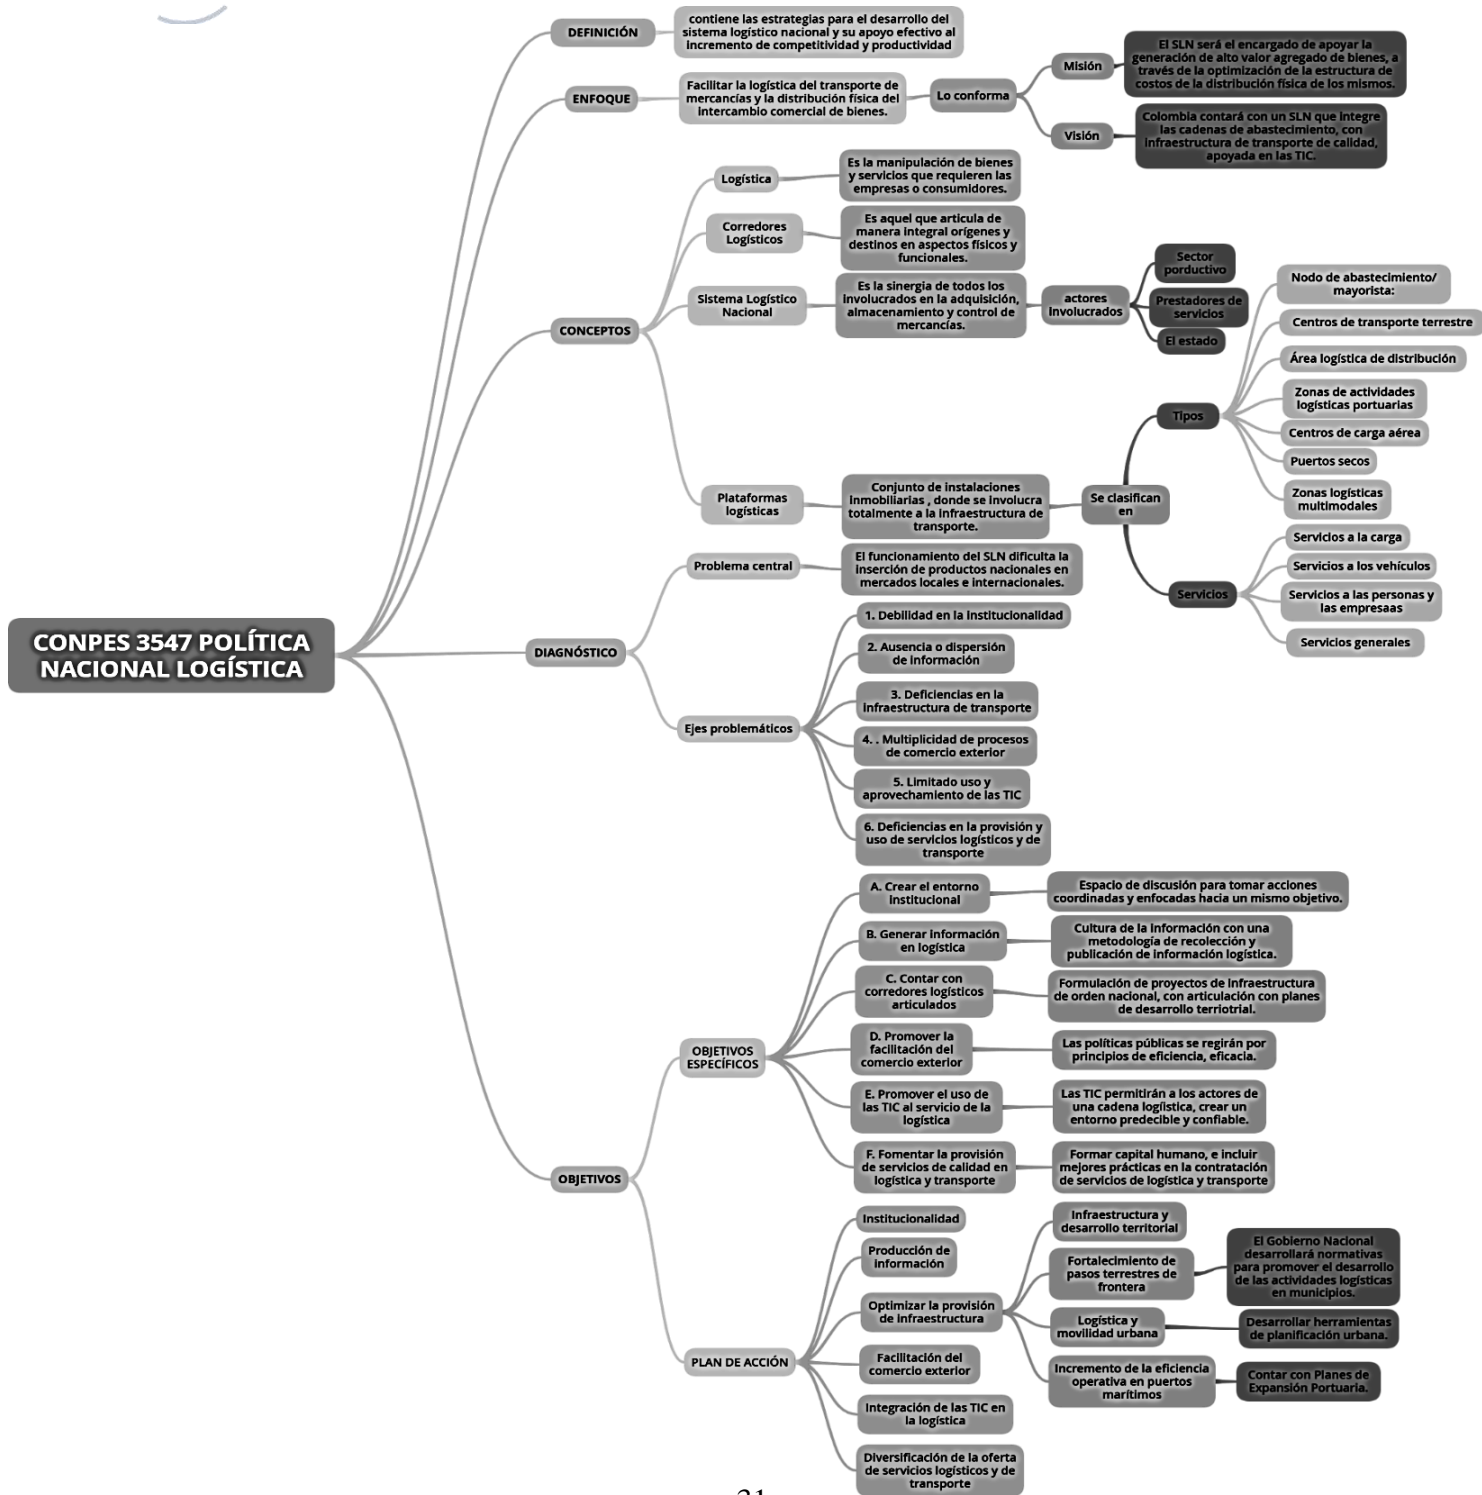 CONPES 3547 POLÍTICA
NACIONAL LOGÍSTICA
DEFINICIÓN
contiene las estrategias para el desarrollo del
sistema logístico nacional y su apoyo efectivo al
incremento de competitividad y productividad
ENFOQUE
Facilitar la logística del transporte de
mercancías y la distribución física del
intercambio comercial de bienes.
Lo conforma
Misión
El SLN será el encargado de apoyar la
generación de alto valor agregado de bienes, a
través de la optimización de la estructura de
costos de la distribución física de los mismos.
Visión
Colombia contará con un SLN que integre
las cadenas de abastecimiento, con
infraestructura de transporte de calidad,
apoyada en las TIC.
CONCEPTOS
Logística
Es la manipulación de bienes
y servicios que requieren las
empresas o consumidores.
Corredores
Logísticos
Es aquel que articula de
manera integral orígenes y
destinos en aspectos físicos y
funcionales.
Sistema Logístico
Nacional
Es la sinergia de todos los
involucrados en la adquisición,
almacenamiento y control de
mercancías.
actores
involucrados
Sector
porductivo
Prestadores de
servicios
El estado
Plataformas
logísticas
Conjunto de instalaciones
inmobiliarias , donde se involucra
totalmente a la infraestructura de
transporte.
Se clasifican
en
Tipos
Nodo de abastecimiento/
mayorista:
Centros de transporte terrestre
Área logística de distribución
Zonas de actividades
logísticas portuarias
Centros de carga aérea
Puertos secos
Zonas logísticas
multimodales
Servicios
Servicios a la carga
Servicios a los vehículos
Servicios a las personas y
las empresaas
Servicios generales
DIAGNÓSTICO
Problema central
El funcionamiento del SLN dificulta la
inserción de productos nacionales en
mercados locales e internacionales.
Ejes problemáticos
1. Debilidad en la institucionalidad
2. Ausencia o dispersión
de información
3. Deficiencias en la
infraestructura de transporte
4. . Multiplicidad de procesos
de comercio exterior
5. Limitado uso y
aprovechamiento de las TIC
6. Deficiencias en la provisión y
uso de servicios logísticos y de
transporte
OBJETIVOS
OBJETIVOS
ESPECÍFICOS
A. Crear el entorno
institucional
Espacio de discusión para tomar acciones
coordinadas y enfocadas hacia un mismo objetivo.
B. Generar información
en logística
Cultura de la información con una
metodología de recolección y
publicación de información logística.
C. Contar con
corredores logísticos
articulados
Formulación de proyectos de infraestructura
de orden nacional, con articulación con planes
de desarrollo terriotrial.
D. Promover la
facilitación del
comercio exterior
Las políticas públicas se regirán por
principios de eficiencia, eficacia.
E. Promover el uso de
las TIC al servicio de la
logística
Las TIC permitirán a los actores de
una cadena logíistica, crear un
entorno predecible y confiable.
F. Fomentar la provisión
de servicios de calidad en
logística y transporte
Formar capital humano, e incluir
mejores prácticas en la contratación
de servicios de logística y transporte
PLAN DE ACCIÓN
Institucionalidad
Producción de
información
Optimizar la provisión
de infraestructura
Infraestructura y
desarrollo territorial
Fortalecimiento de
pasos terrestres de
frontera
El Gobierno Nacional
desarrollará normativas
para promover el desarrollo
de las actividades logísticas
en municipios.
Logística y
movilidad urbana
Desarrollar herramientas
de planificación urbana.
Incremento de la eficiencia
operativa en puertos
marítimos
Contar con Planes de
Expansión Portuaria.
Facilitación del
comercio exterior
Integración de las TIC en
la logística
Diversificación de la oferta
de servicios logísticos y de
transporte
31